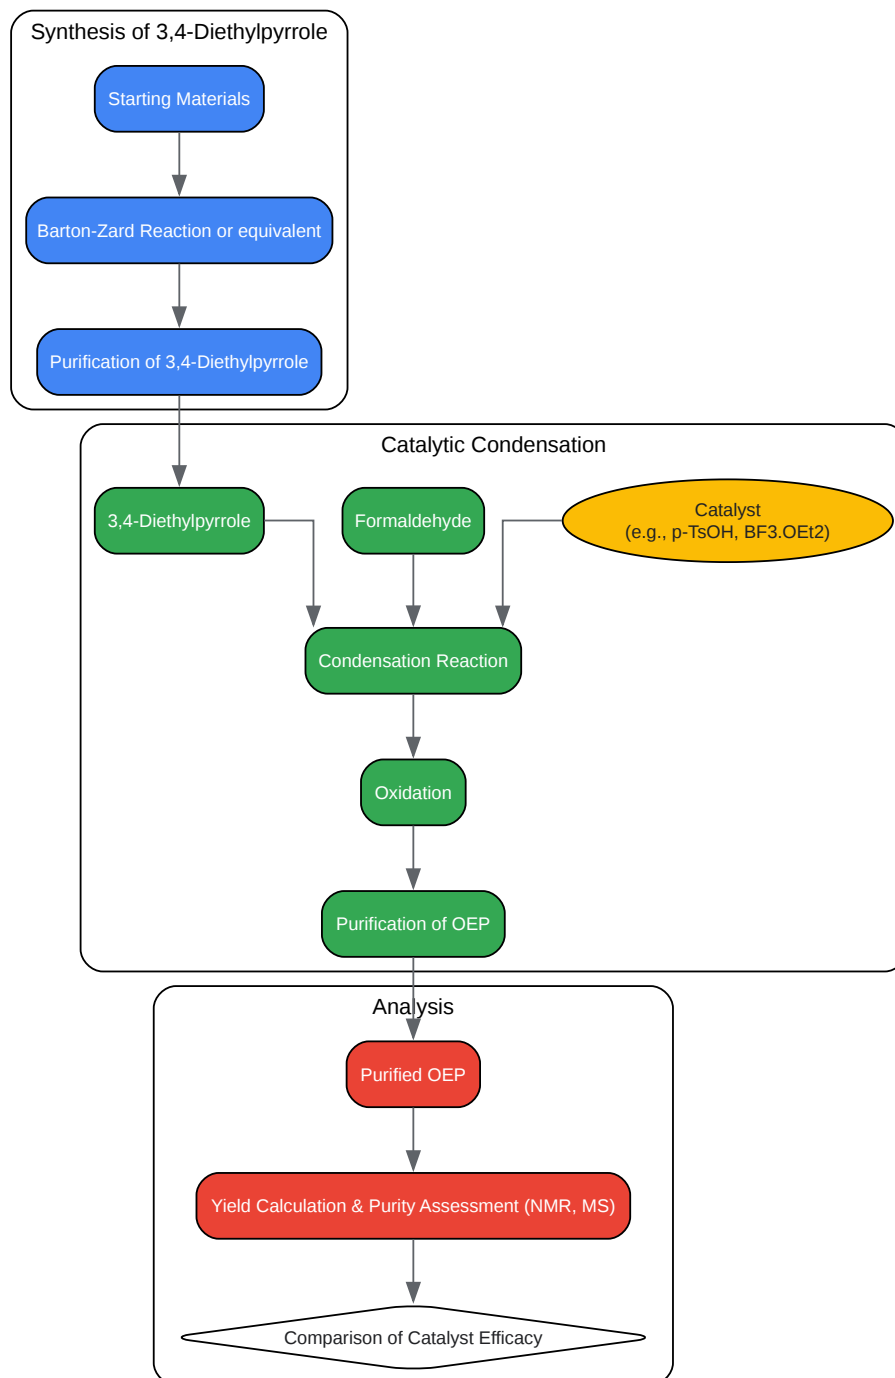 Synthesis of 3,4-Diethylpyrrole
Starting Materials
Barton-Zard Reaction or equivalent
Purification of 3,4-Diethylpyrrole
Catalytic Condensation
3,4-Diethylpyrrole
Formaldehyde
Catalyst
(e.g., p-TsOH, BF3.OEt2)
Condensation Reaction
Oxidation
Purification of OEP
Analysis
Purified OEP
Yield Calculation & Purity Assessment (NMR, MS)
Comparison of Catalyst Efficacy